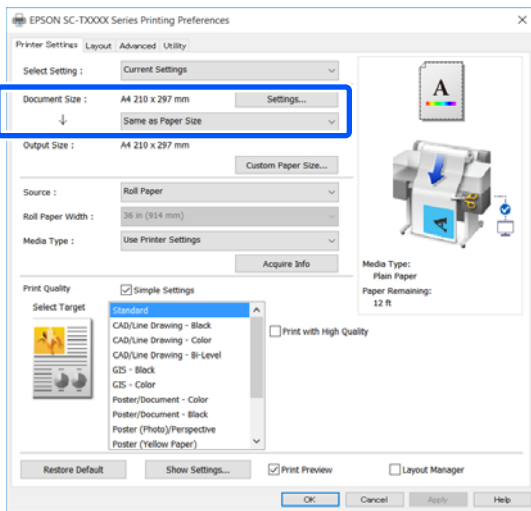 EPSON SC-TXXXX Series Printing Preferences
Printer Settings Layout Advanced Utility
Select Setting : Current Settings
Document Size : A4 210 x 297 mm Settings...
↓ Same as Paper Size
Output Size : A4 210 x 297 mm
Custom Paper Size...
Source : Roll Paper
Roll Paper Width : 36 in (914 mm)
Media Type : Use Printer Settings
Acquire Info
Print Quality Simple Settings
Select Target
Standard
CAD/Line Drawing - Black
CAD/Line Drawing - Color
CAD/Line Drawing - Bi-Level
GIS - Black
GIS - Color
Poster/Document - Color
Poster/Document - Black
Poster (Photo)/Perspective
Poster (Yellow Paper)
Print with High Quality
A
A
Media Type:
Plain Paper
Paper Remaining:
12 ft
Restore Default Show Settings... Print Preview Layout Manager
OK Cancel Apply Help